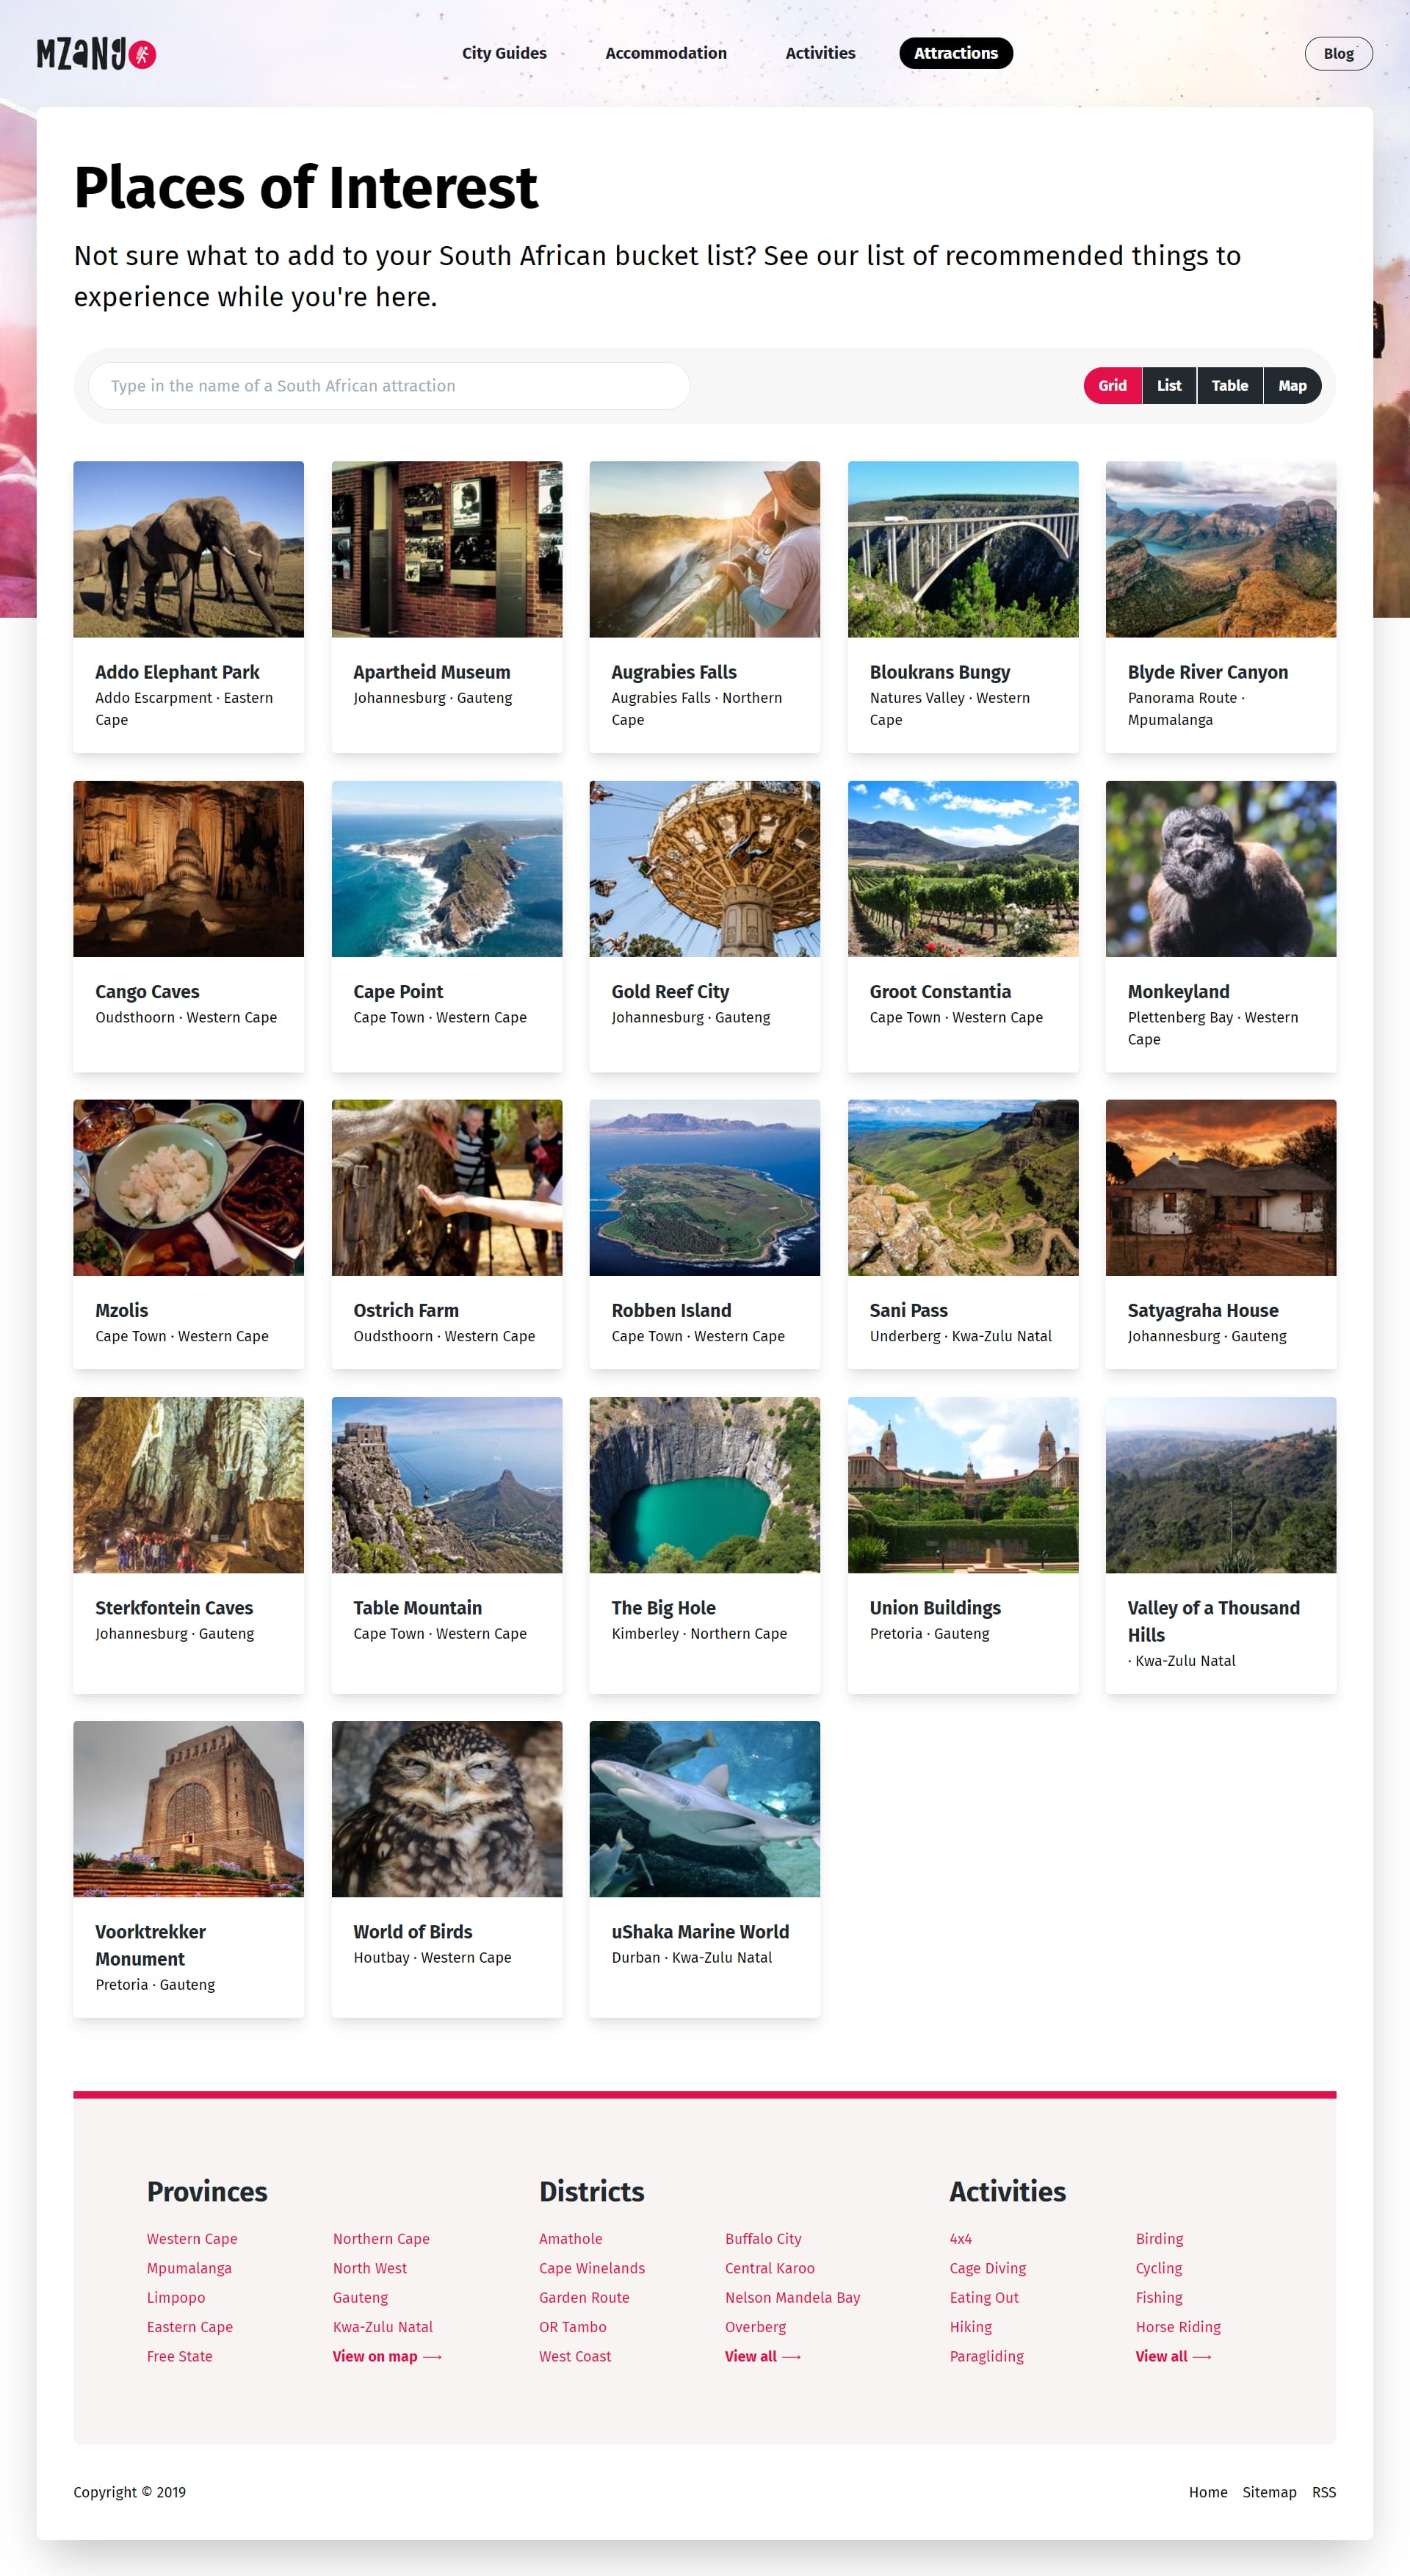 MZANGO
City Guides
Accommodation
Activities
Attractions
Blog
Places of Interest
Not sure what to add to your South African bucket list? See our list of recommended things to
experience while you're here.
Type in the name of a South African attraction
Grid
List
Table
Map
Addo Elephant Park
Addo Escarpment · Eastern
Cape
Apartheid Museum
Johannesburg · Gauteng
Augrabies Falls
Augrabies Falls · Northern
Cape
Bloukrans Bungy
Natures Valley · Western
Cape
Blyde River Canyon
Panorama Route ·
Mpumalanga
Cango Caves
Oudsthoorn · Western Cape
Cape Point
Cape Town · Western Cape
Gold Reef City
Johannesburg · Gauteng
Groot Constantia
Cape Town · Western Cape
Monkeyland
Plettenberg Bay · Western
Cape
Mzolis
Cape Town · Western Cape
Ostrich Farm
Oudsthoorn · Western Cape
Robben Island
Cape Town · Western Cape
Sani Pass
Underberg · Kwa-Zulu Natal
Satyagraha House
Johannesburg · Gauteng
Sterkfontein Caves
Johannesburg · Gauteng
Table Mountain
Cape Town · Western Cape
The Big Hole
Kimberley · Northern Cape
Union Buildings
Pretoria · Gauteng
Valley of a Thousand
Hills
· Kwa-Zulu Natal
Voorktrekker
Monument
Pretoria · Gauteng
World of Birds
Houtbay · Western Cape
uShaka Marine World
Durban · Kwa-Zulu Natal
Provinces
Western Cape
Mpumalanga
Limpopo
Eastern Cape
Free State
Northern Cape
North West
Gauteng
Kwa-Zulu Natal
View on map ⟶
Districts
Amathole
Cape Winelands
Garden Route
OR Tambo
West Coast
Buffalo City
Central Karoo
Nelson Mandela Bay
Overberg
View all ⟶
Activities
4x4
Cage Diving
Eating Out
Hiking
Paragliding
Birding
Cycling
Fishing
Horse Riding
View all ⟶
Copyright © 2019
Home
Sitemap
RSS